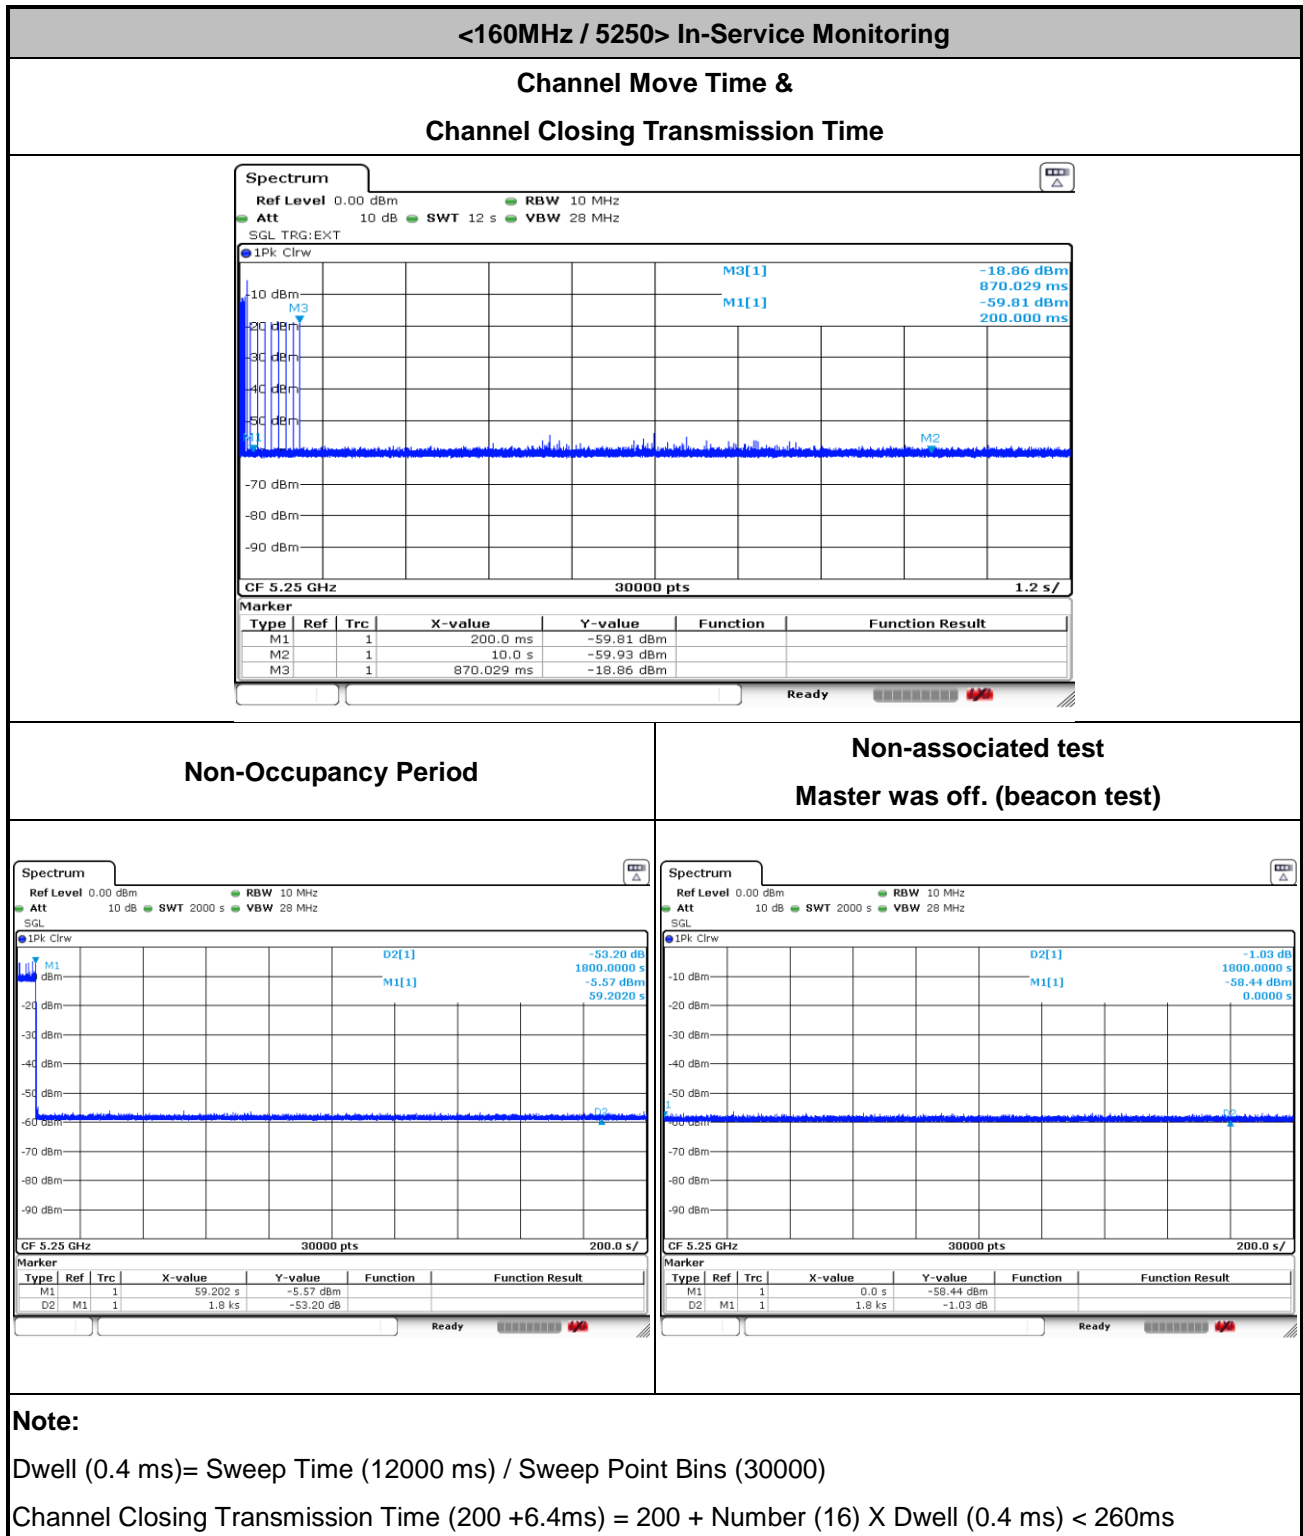 <160MHz / 5250> In-Service Monitoring
Channel Move Time &
Channel Closing Transmission Time
Spectrum
Ref Level 0.00 dBm RBW 10 MHz
Att 10 dB SWT 12 s VBW 28 MHz
SGL TRG:EXT
1Pk Clrw
M3[1] -18.86 dBm
870.029 ms
M1[1] -59.81 dBm
200.000 ms
-10 dBm
M3
-20 dBm
-30 dBm
-40 dBm
-50 dBm
M1
M2
-70 dBm
-80 dBm
-90 dBm
CF 5.25 GHz 30000 pts 1.2 s/
Marker
Type Ref Trc X-value Y-value Function Function Result
M1 1 200.0 ms -59.81 dBm
M2 1 10.0 s -59.93 dBm
M3 1 870.029 ms -18.86 dBm
Ready
Non-Occupancy Period
Non-associated test
Master was off. (beacon test)
Spectrum
Ref Level 0.00 dBm RBW 10 MHz
Att 10 dB SWT 2000 s VBW 28 MHz
SGL
1Pk Clrw
D2[1] -53.20 dB
1800.0000 s
M1[1] -5.57 dBm
59.2020 s
M1
dBm
-20 dBm
-30 dBm
-40 dBm
-50 dBm
D2
-60 dBm
-70 dBm
-80 dBm
-90 dBm
CF 5.25 GHz 30000 pts 200.0 s/
Marker
Type Ref Trc X-value Y-value Function Function Result
M1 1 59.202 s -5.57 dBm
D2 M1 1 1.8 ks -53.20 dB
Ready
Spectrum
Ref Level 0.00 dBm RBW 10 MHz
Att 10 dB SWT 2000 s VBW 28 MHz
SGL
1Pk Clrw
D2[1] -1.03 dB
1800.0000 s
M1[1] -58.44 dBm
0.0000 s
-10 dBm
-20 dBm
-30 dBm
-40 dBm
-50 dBm
1
D2
-60 dBm
-70 dBm
-80 dBm
-90 dBm
CF 5.25 GHz 30000 pts 200.0 s/
Marker
Type Ref Trc X-value Y-value Function Function Result
M1 1 0.0 s -58.44 dBm
D2 M1 1 1.8 ks -1.03 dB
Ready
Note:
Dwell (0.4 ms)= Sweep Time (12000 ms) / Sweep Point Bins (30000)
Channel Closing Transmission Time (200 +6.4ms) = 200 + Number (16) X Dwell (0.4 ms) < 260ms